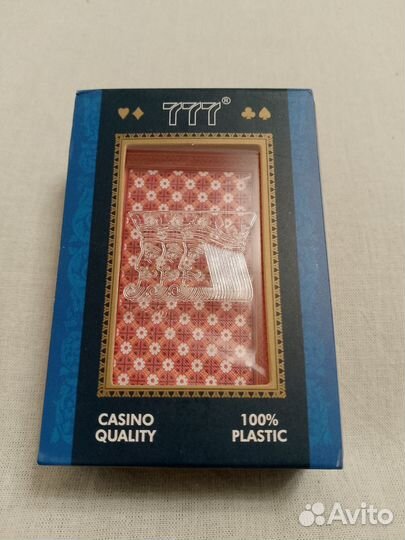 777®
CASINO
QUALITY
100%
PLASTIC
Avito